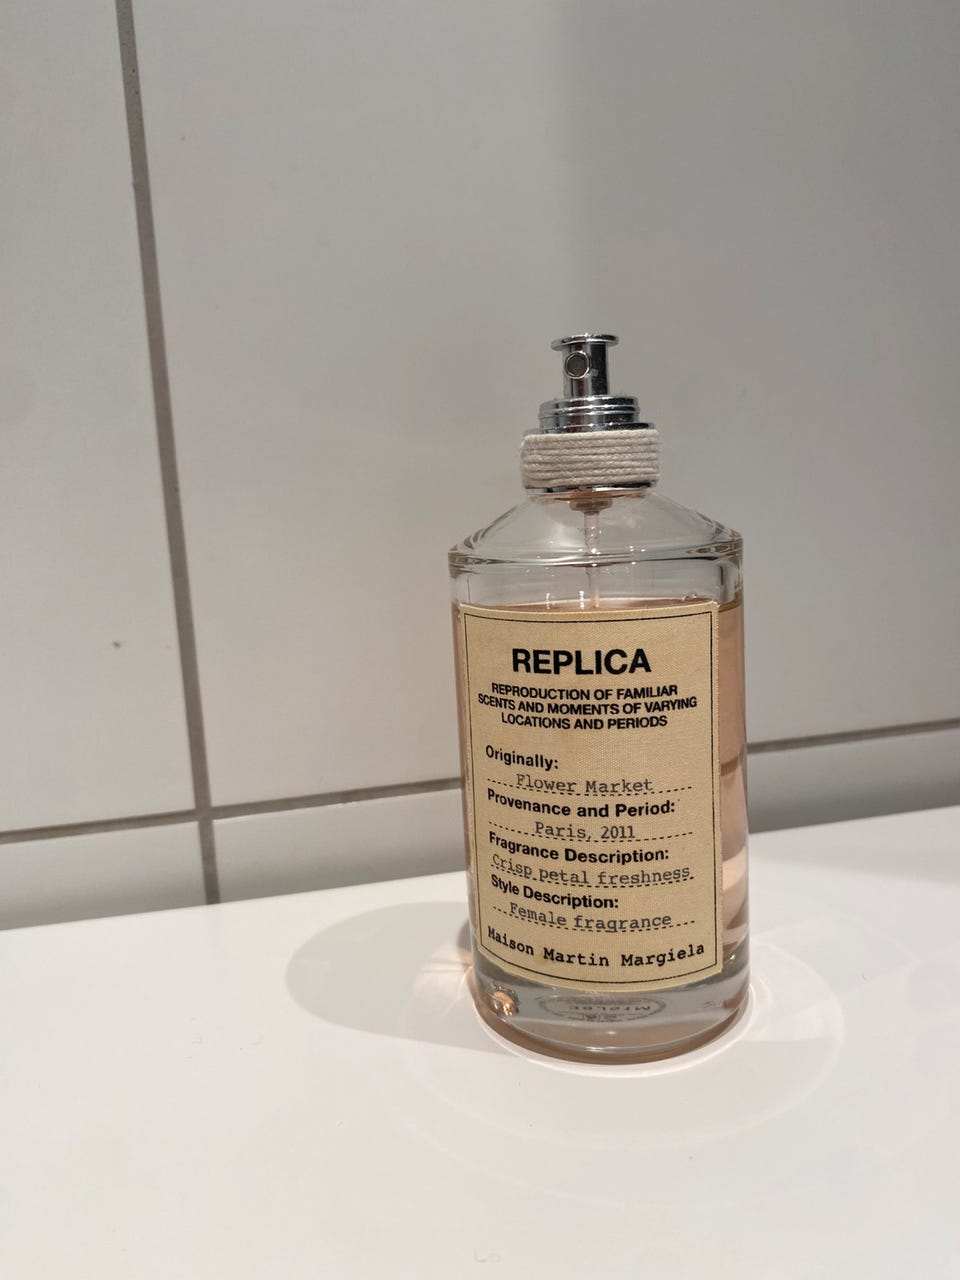 REPLICA
REPRODUCTION OF FAMILIAR
SCENTS AND MOMENTS OF VARYING
LOCATIONS AND PERIODS
Originally:
Flower Market
Provenance and Period:
Paris, 2011
Fragrance Description:
Crisp petal freshness
Style Description:
Female fragrance
Maison Martin Margiela